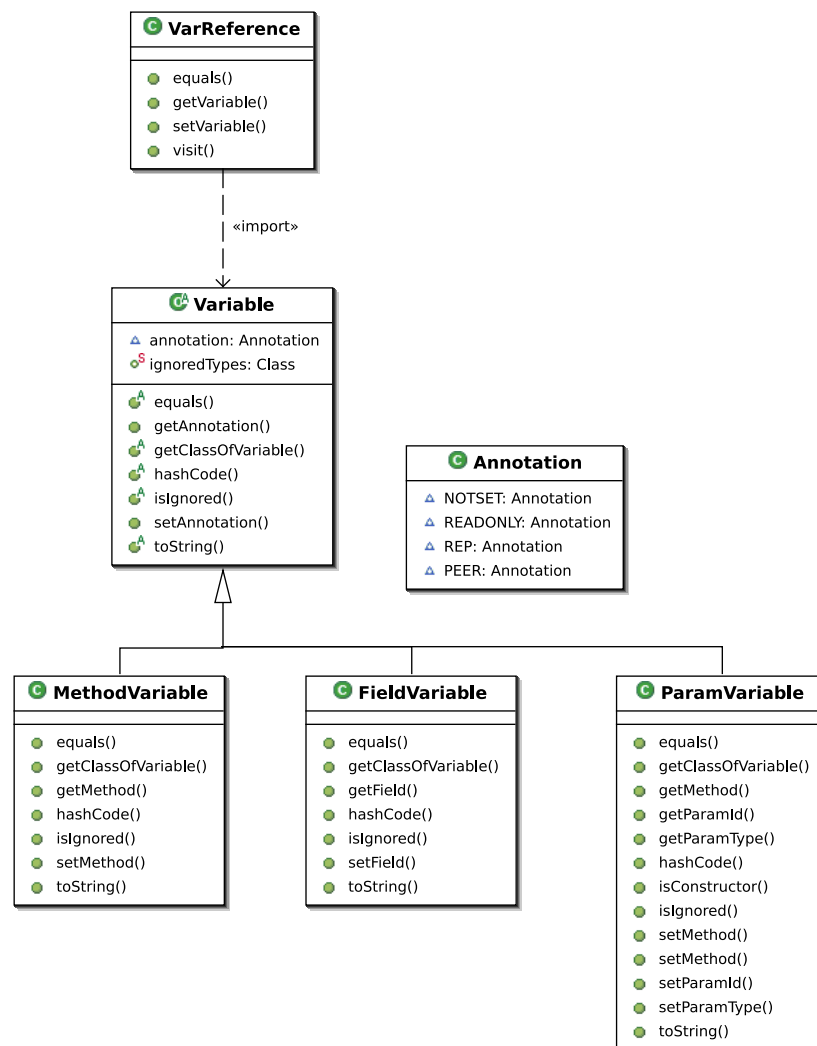 VarReference
equals()
getVariable()
setVariable()
visit()
«import»
Variable
annotation: Annotation
ignoredTypes: Class
equals()
getAnnotation()
getClassOfVariable()
hashCode()
isIgnored()
setAnnotation()
toString()
Annotation
NOTSET: Annotation
READONLY: Annotation
REP: Annotation
PEER: Annotation
MethodVariable
equals()
getClassOfVariable()
getMethod()
hashCode()
isIgnored()
setMethod()
toString()
FieldVariable
equals()
getClassOfVariable()
getField()
hashCode()
isIgnored()
setField()
toString()
ParamVariable
equals()
getClassOfVariable()
getMethod()
getParamId()
getParamType()
hashCode()
isConstructor()
isIgnored()
setMethod()
setMethod()
setParamId()
setParamType()
toString()